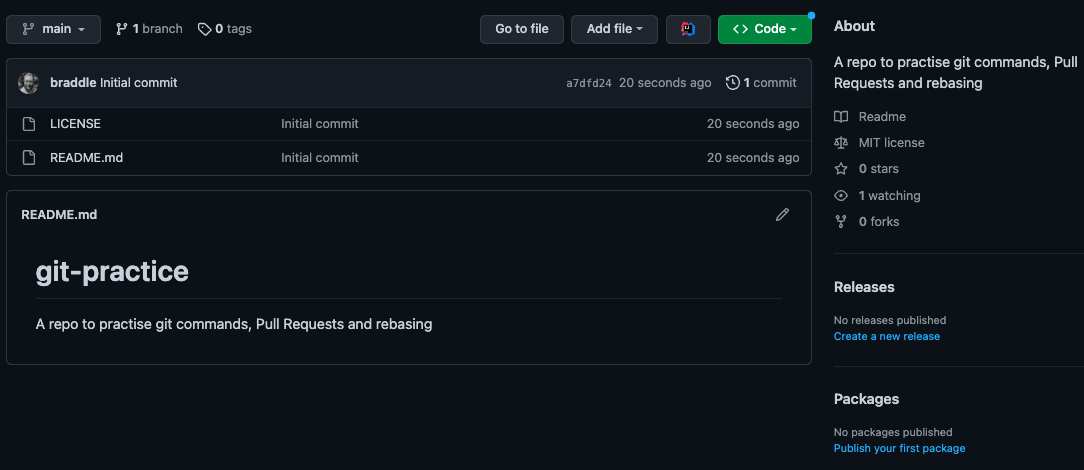 main
1 branch
0 tags
Go to file
Add file
Code
braddle Initial commit
a7dfd24 20 seconds ago
1 commit
LICENSE Initial commit 20 seconds ago
README.md Initial commit 20 seconds ago
README.md
git-practice
A repo to practise git commands, Pull Requests and rebasing
About
A repo to practise git commands, Pull
Requests and rebasing
Readme
MIT license
0 stars
1 watching
0 forks
Releases
No releases published
Create a new release
Packages
No packages published
Publish your first package